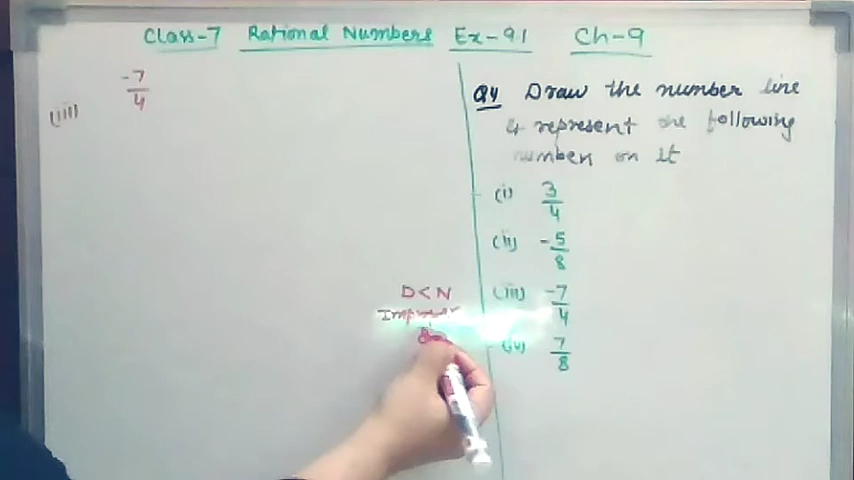 Class-7 Rational Numbers Ex-9.1 Ch-9
(iii) -7/4
Q4 Draw the number line
& represent the following
number on it
(i) 3/4
(ii) -5/8
(iii) -7/4
(iv) 7/8
D<N